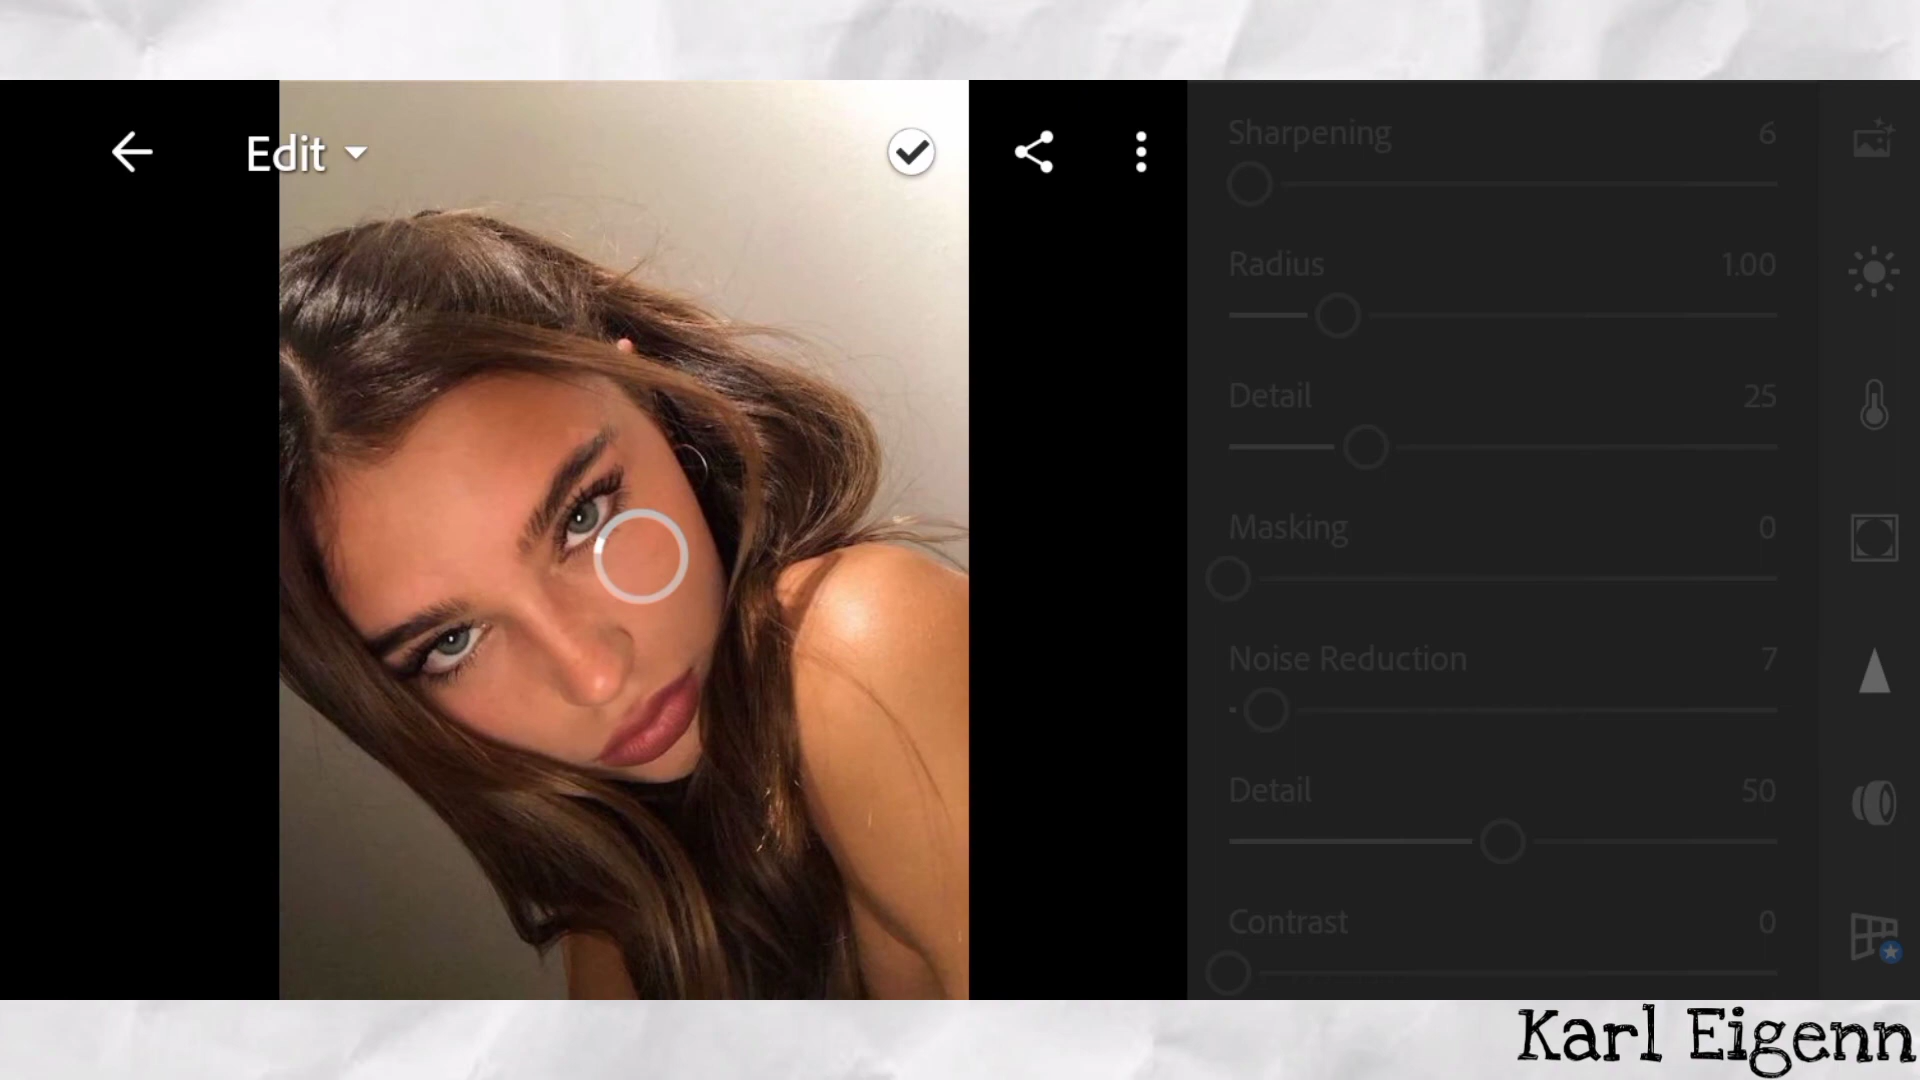 Edit
Sharpening 6
Radius 1.00
Detail 25
Masking 0
Noise Reduction 7
Detail 50
Contrast 0
Karl Eigenn